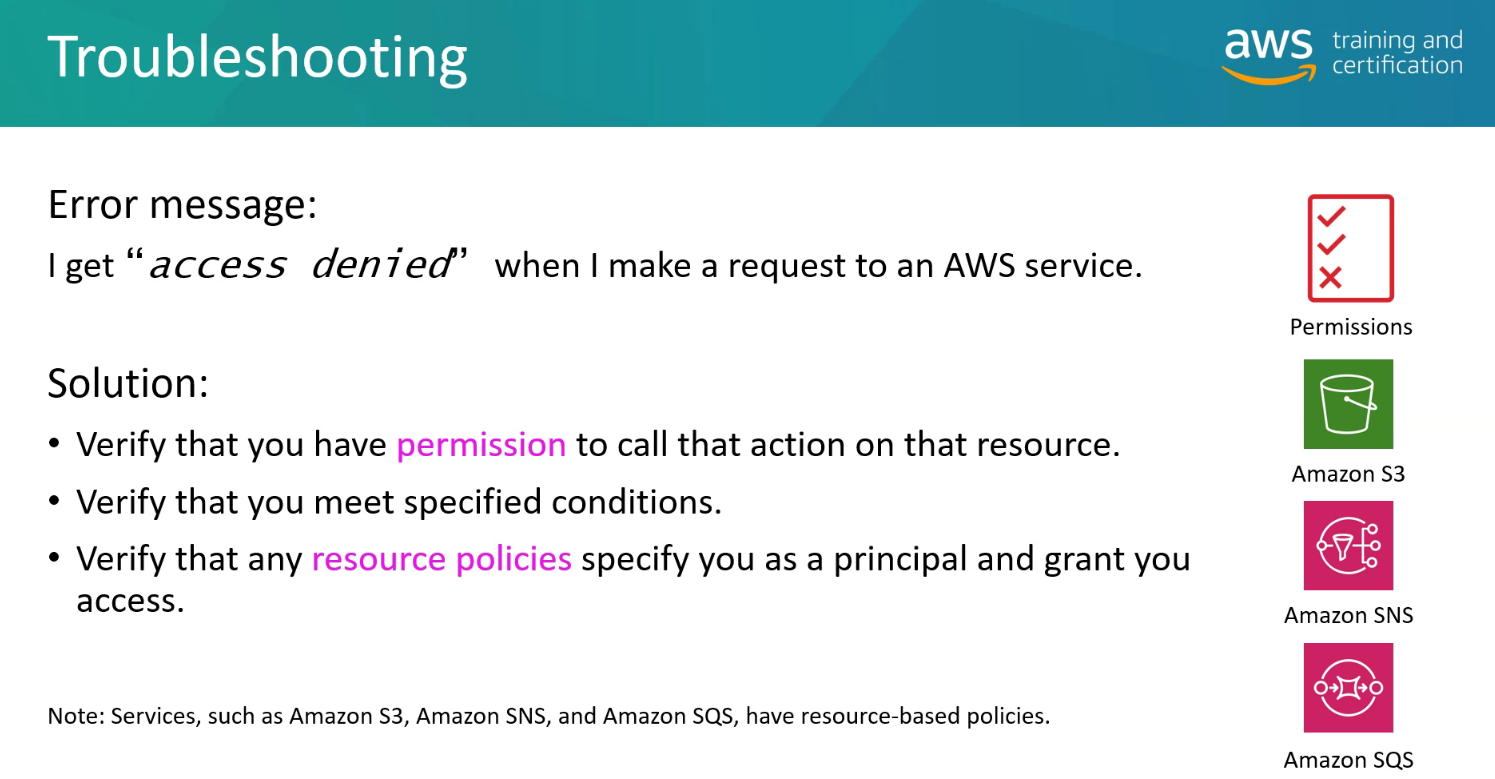 Troubleshooting
aws training and
certification
Error message:
I get “access denied” when I make a request to an AWS service.
Solution:
• Verify that you have permission to call that action on that resource.
• Verify that you meet specified conditions.
• Verify that any resource policies specify you as a principal and grant you
access.
Note: Services, such as Amazon S3, Amazon SNS, and Amazon SQS, have resource-based policies.
Permissions
Amazon S3
Amazon SNS
Amazon SQS